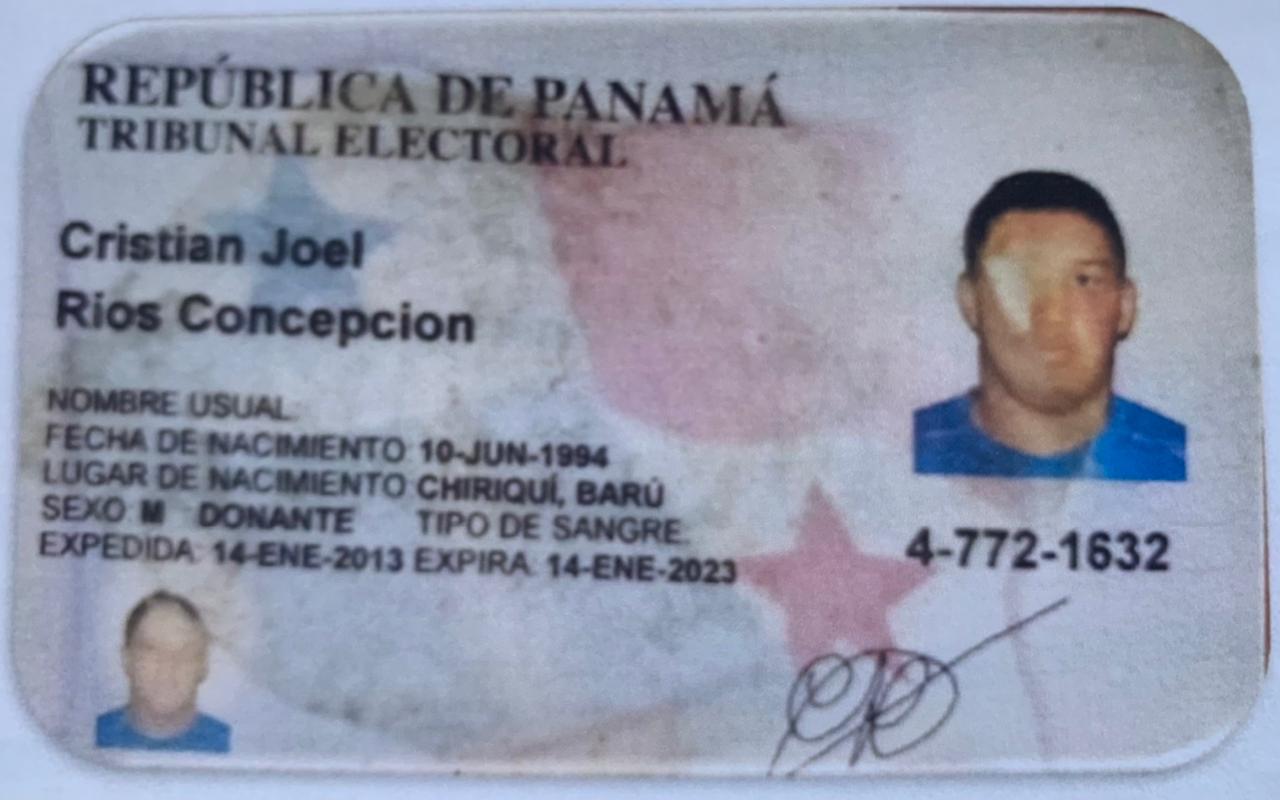 REPÚBLICA DE PANAMÁ
TRIBUNAL ELECTORAL
Cristian Joel
Rios Concepcion
NOMBRE USUAL:
FECHA DE NACIMIENTO: 10-JUN-1994
LUGAR DE NACIMIENTO: CHIRIQUÍ, BARÚ
SEXO: M DONANTE TIPO DE SANGRE:
EXPEDIDA: 14-ENE-2013 EXPIRA: 14-ENE-2023
4-772-1632